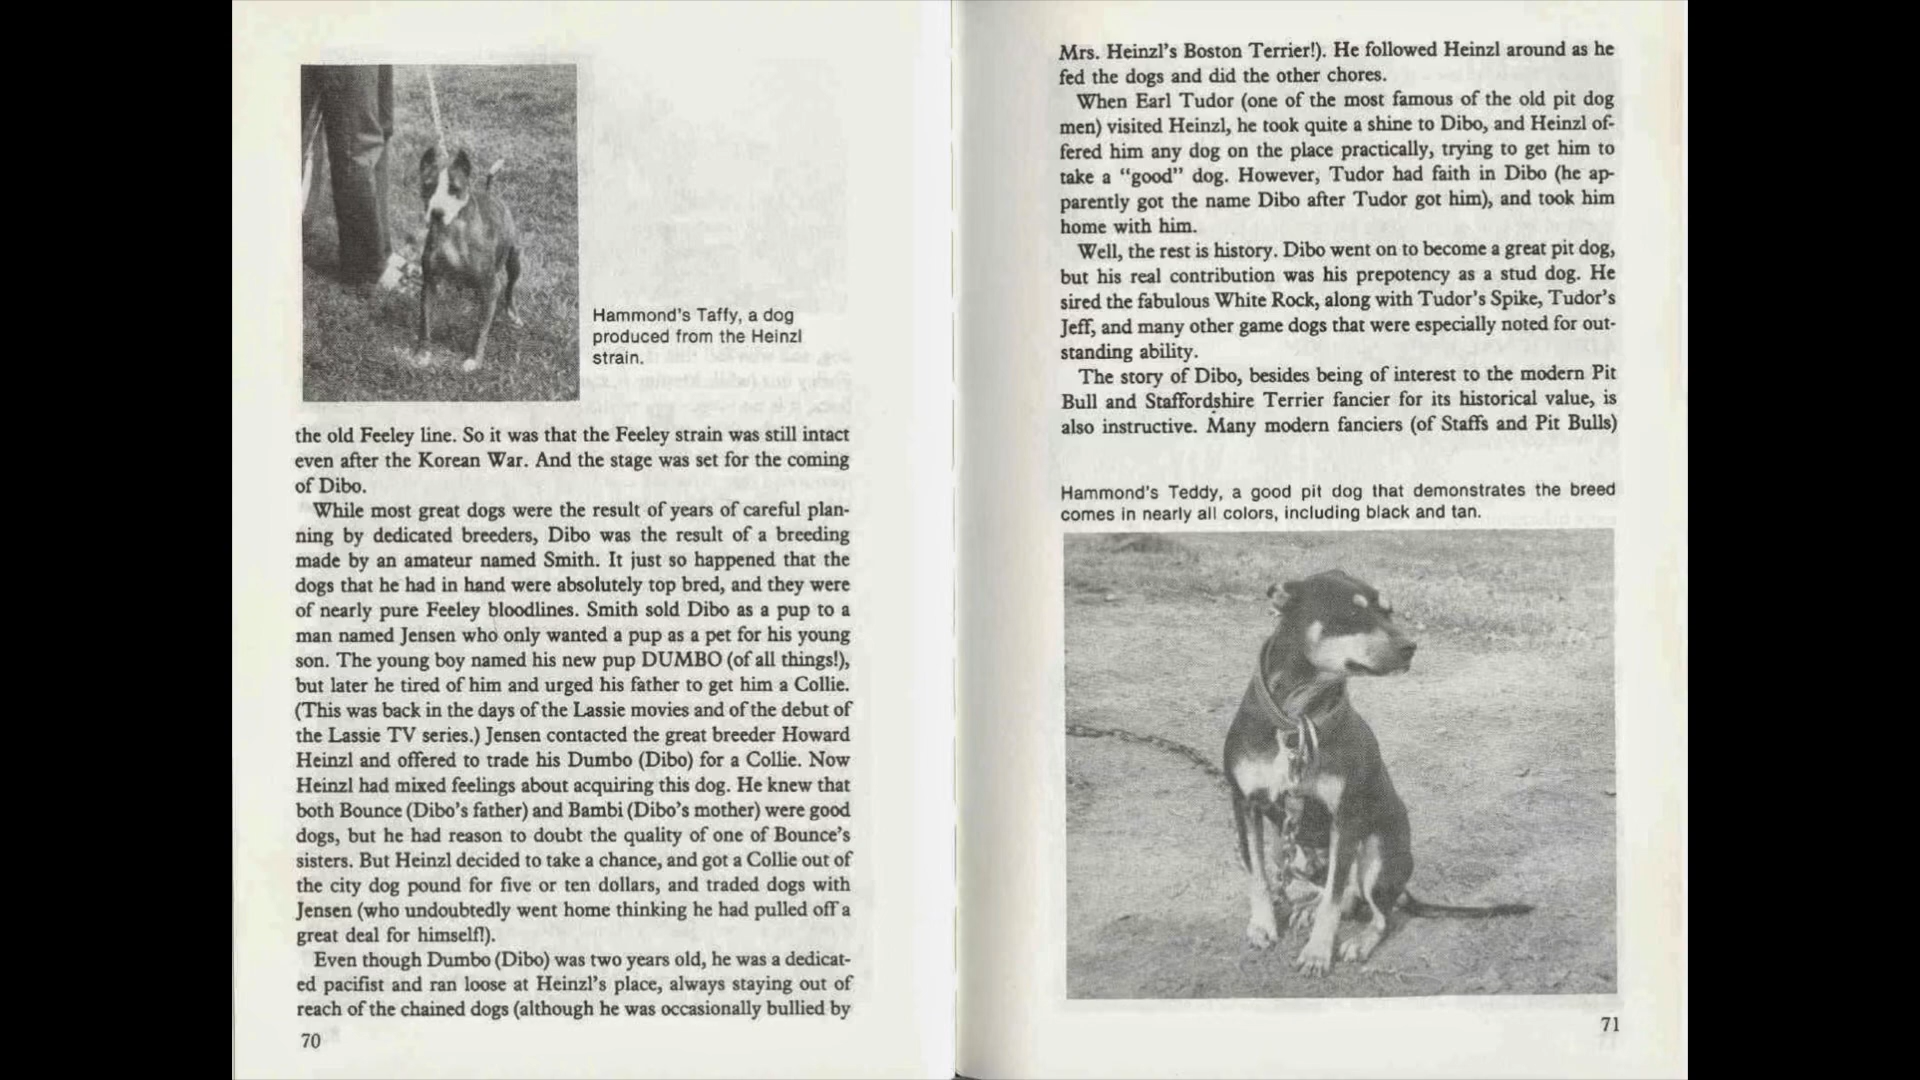 Hammond's Taffy, a dog
produced from the Heinzl
strain.
the old Feeley line. So it was that the Feeley strain was still intact
even after the Korean War. And the stage was set for the coming
of Dibo.
While most great dogs were the result of years of careful plan-
ning by dedicated breeders, Dibo was the result of a breeding
made by an amateur named Smith. It just so happened that the
dogs that he had in hand were absolutely top bred, and they were
of nearly pure Feeley bloodlines. Smith sold Dibo as a pup to a
man named Jensen who only wanted a pup as a pet for his young
son. The young boy named his new pup DUMBO (of all things!),
but later he tired of him and urged his father to get him a Collie.
(This was back in the days of the Lassie movies and of the debut of
the Lassie TV series.) Jensen contacted the great breeder Howard
Heinzl and offered to trade his Dumbo (Dibo) for a Collie. Now
Heinzl had mixed feelings about acquiring this dog. He knew that
both Bounce (Dibo's father) and Bambi (Dibo's mother) were good
dogs, but he had reason to doubt the quality of one of Bounce's
sisters. But Heinzl decided to take a chance, and got a Collie out of
the city dog pound for five or ten dollars, and traded dogs with
Jensen (who undoubtedly went home thinking he had pulled off a
great deal for himself!).
Even though Dumbo (Dibo) was two years old, he was a dedicat-
ed pacifist and ran loose at Heinzl's place, always staying out of
reach of the chained dogs (although he was occasionally bullied by
70
Mrs. Heinzl's Boston Terrier!). He followed Heinzl around as he
fed the dogs and did the other chores.
When Earl Tudor (one of the most famous of the old pit dog
men) visited Heinzl, he took quite a shine to Dibo, and Heinzl of-
fered him any dog on the place practically, trying to get him to
take a “good” dog. However, Tudor had faith in Dibo (he ap-
parently got the name Dibo after Tudor got him), and took him
home with him.
Well, the rest is history. Dibo went on to become a great pit dog,
but his real contribution was his prepotency as a stud dog. He
sired the fabulous White Rock, along with Tudor's Spike, Tudor's
Jeff, and many other game dogs that were especially noted for out-
standing ability.
The story of Dibo, besides being of interest to the modern Pit
Bull and Staffordshire Terrier fancier for its historical value, is
also instructive. Many modern fanciers (of Staffs and Pit Bulls)
Hammond's Teddy, a good pit dog that demonstrates the breed
comes in nearly all colors, including black and tan.
71